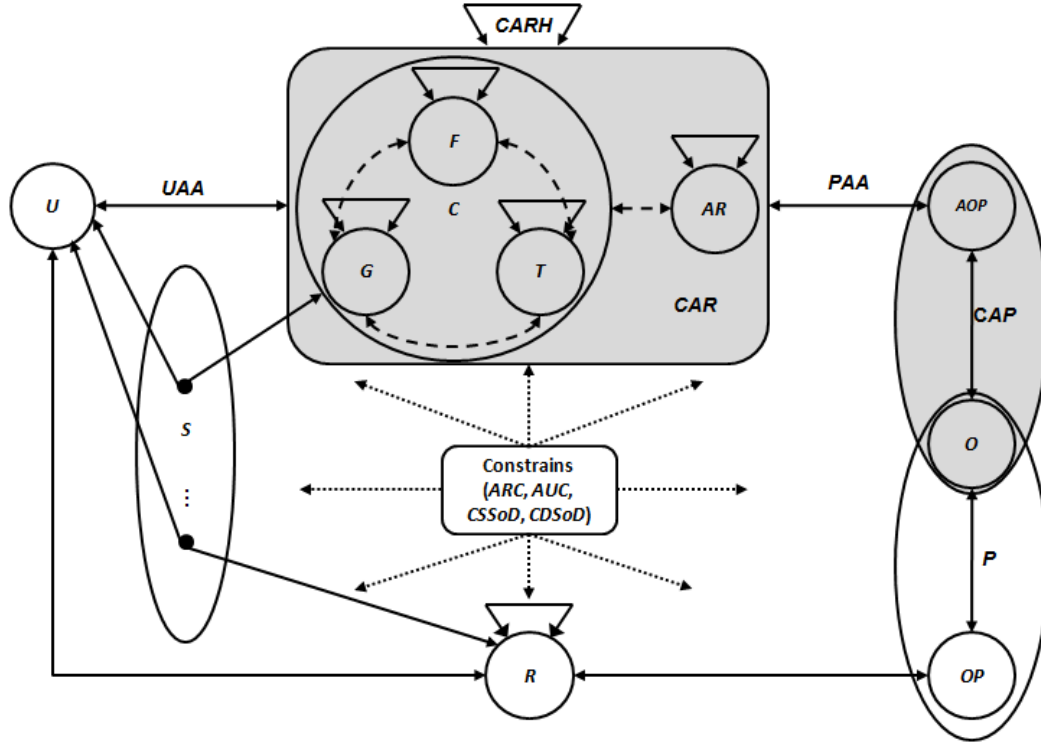 CARH
F
U
UAA
C
AR
PAA
AOP
G
T
CAR
CAP
S
...
Constrains
(ARC, AUC,
CSSoD, CDSoD)
O
P
R
OP